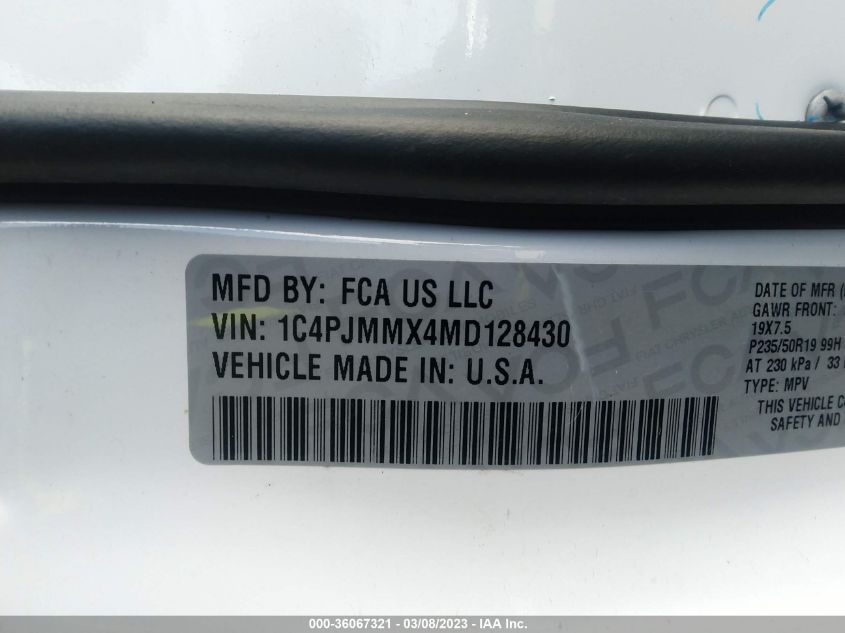 MFD BY: FCA US LLC
VIN: 1C4PJMMX4MD128430
VEHICLE MADE IN: U.S.A.
DATE OF MFR
GAWR FRONT:
19X7.5
P235/50R19 99H
AT 230 kPa / 33
TYPE: MPV
THIS VEHICLE
SAFETY AND
000-36067321 - 03/08/2023 - IAA Inc.